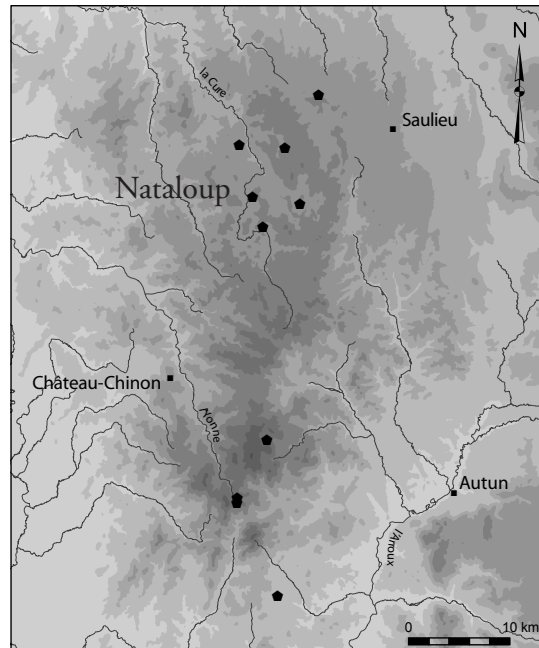 N
la Cure
Saulieu
Nataloup
Château-Chinon
Yonne
Autun
l'Arroux
0 10 km